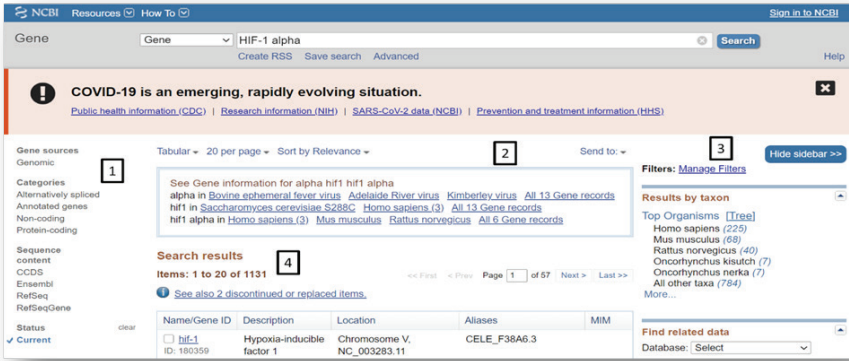 NCBI Resources How To Sign in to NCBI
Gene Gene HIF-1 alpha Search
Create RSS Save search Advanced Help
COVID-19 is an emerging, rapidly evolving situation.
Public health information (CDC) | Research information (NIH) | SARS-CoV-2 data (NCBI) | Prevention and treatment information (HHS)
Gene sources
Genomic
Categories
Alternatively spliced
Annotated genes
Non-coding
Protein-coding
Sequence
content
CCDS
Ensembl
RefSeq
RefSeqGene
Status clear
Current
1
Tabular 20 per page Sort by Relevance Send to:
2
See Gene information for alpha hif1 hif1 alpha
alpha in Bovine ephemeral fever virus Adelaide River virus Kimberley virus All 13 Gene records
hif1 in Saccharomyces cerevisiae S288C Homo sapiens (3) All 13 Gene records
hif1 alpha in Homo sapiens (3) Mus musculus Rattus norvegicus All 6 Gene records
Search results
Items: 1 to 20 of 1131
4
<< First < Prev Page 1 of 57 Next > Last >>
See also 2 discontinued or replaced items.
Name/Gene ID Description Location Aliases MIM
hif-1 Hypoxia-inducible Chromosome V, CELE_F38A6.3
ID: 180359 factor 1 NC_003283.11
3
Hide sidebar >>
Filters: Manage Filters
Results by taxon
Top Organisms [Tree]
Homo sapiens (225)
Mus musculus (68)
Rattus norvegicus (40)
Oncorhynchus kisutch (7)
Oncorhynchus nerka (7)
All other taxa (784)
More...
Find related data
Database: Select